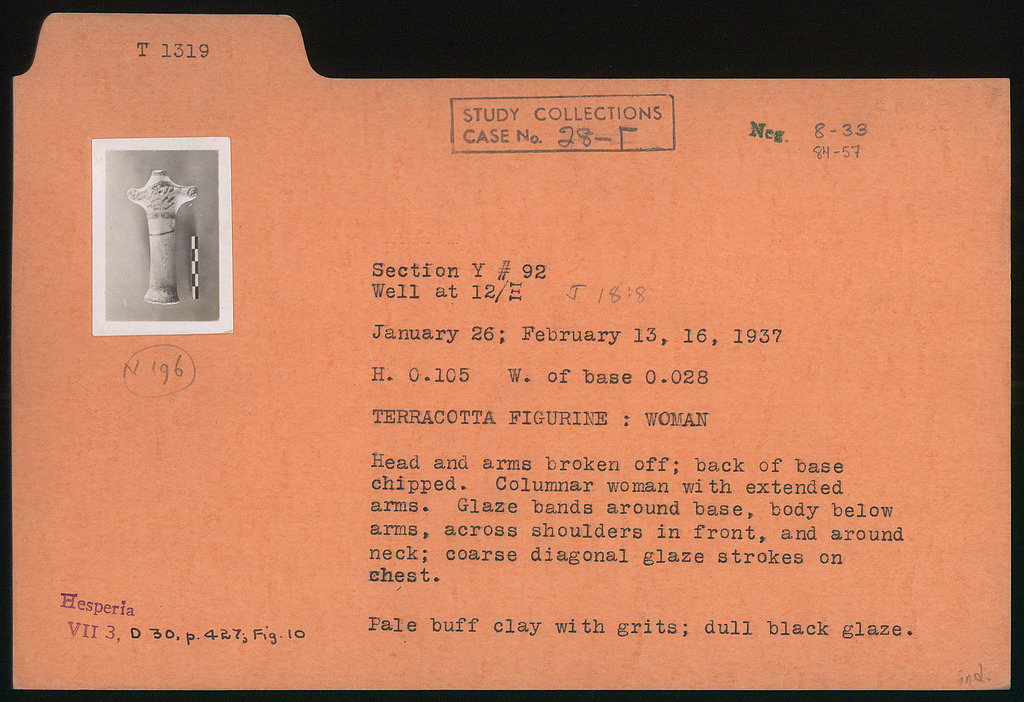 T 1319
STUDY COLLECTIONS
CASE No. 28-Γ
Neg. 8-33
84-57
Section Y # 92
Well at 12/Ξ J 18:8
January 26; February 13, 16, 1937
N 196
H. 0.105 W. of base 0.028
TERRACOTTA FIGURINE : WOMAN
Head and arms broken off; back of base
chipped. Columnar woman with extended
arms. Glaze bands around base, body below
arms, across shoulders in front, and around
neck; coarse diagonal glaze strokes on
chest.
Hesperia
VII 3, D 30, p. 427, Fig. 10
Pale buff clay with grits; dull black glaze.
ind.